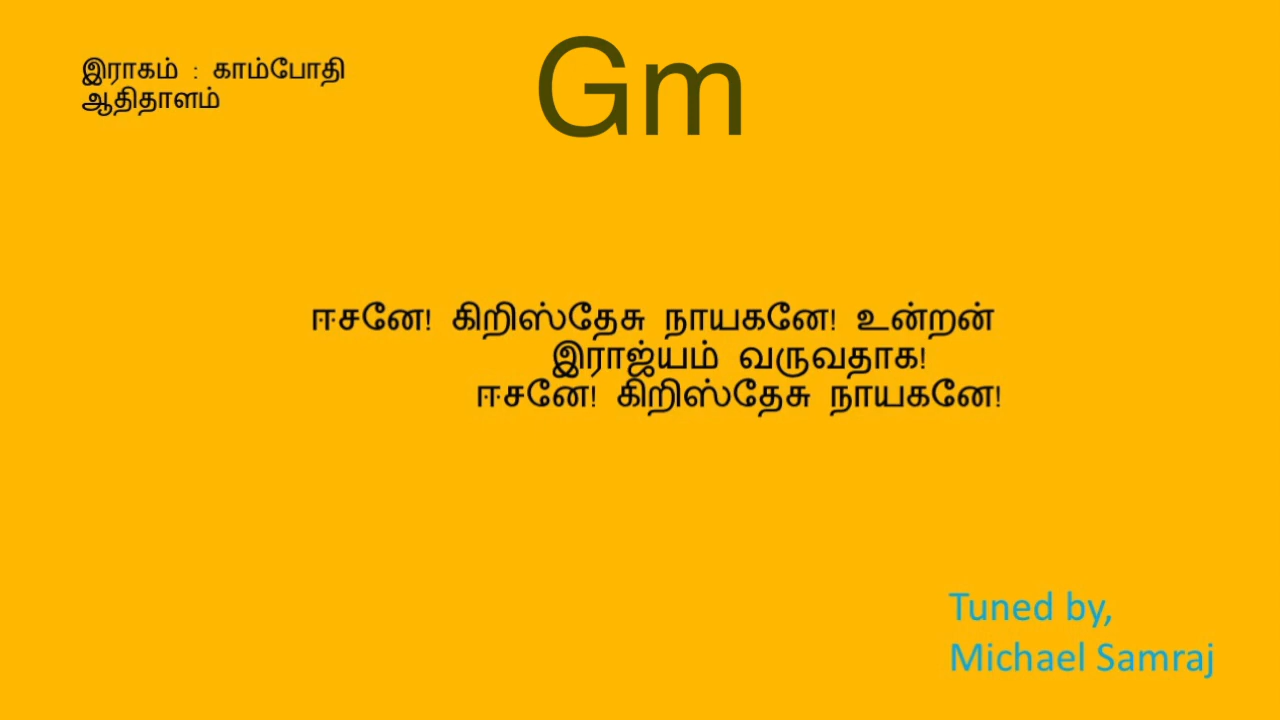 இராகம் : காம்போதி
ஆதிதாளம்
Gm
ஈசனே! கிறிஸ்தேசு நாயகனே! உன்றன்
இராஜ்யம் வருவதாக!
ஈசனே! கிறிஸ்தேசு நாயகனே!
Tuned by,
Michael Samraj